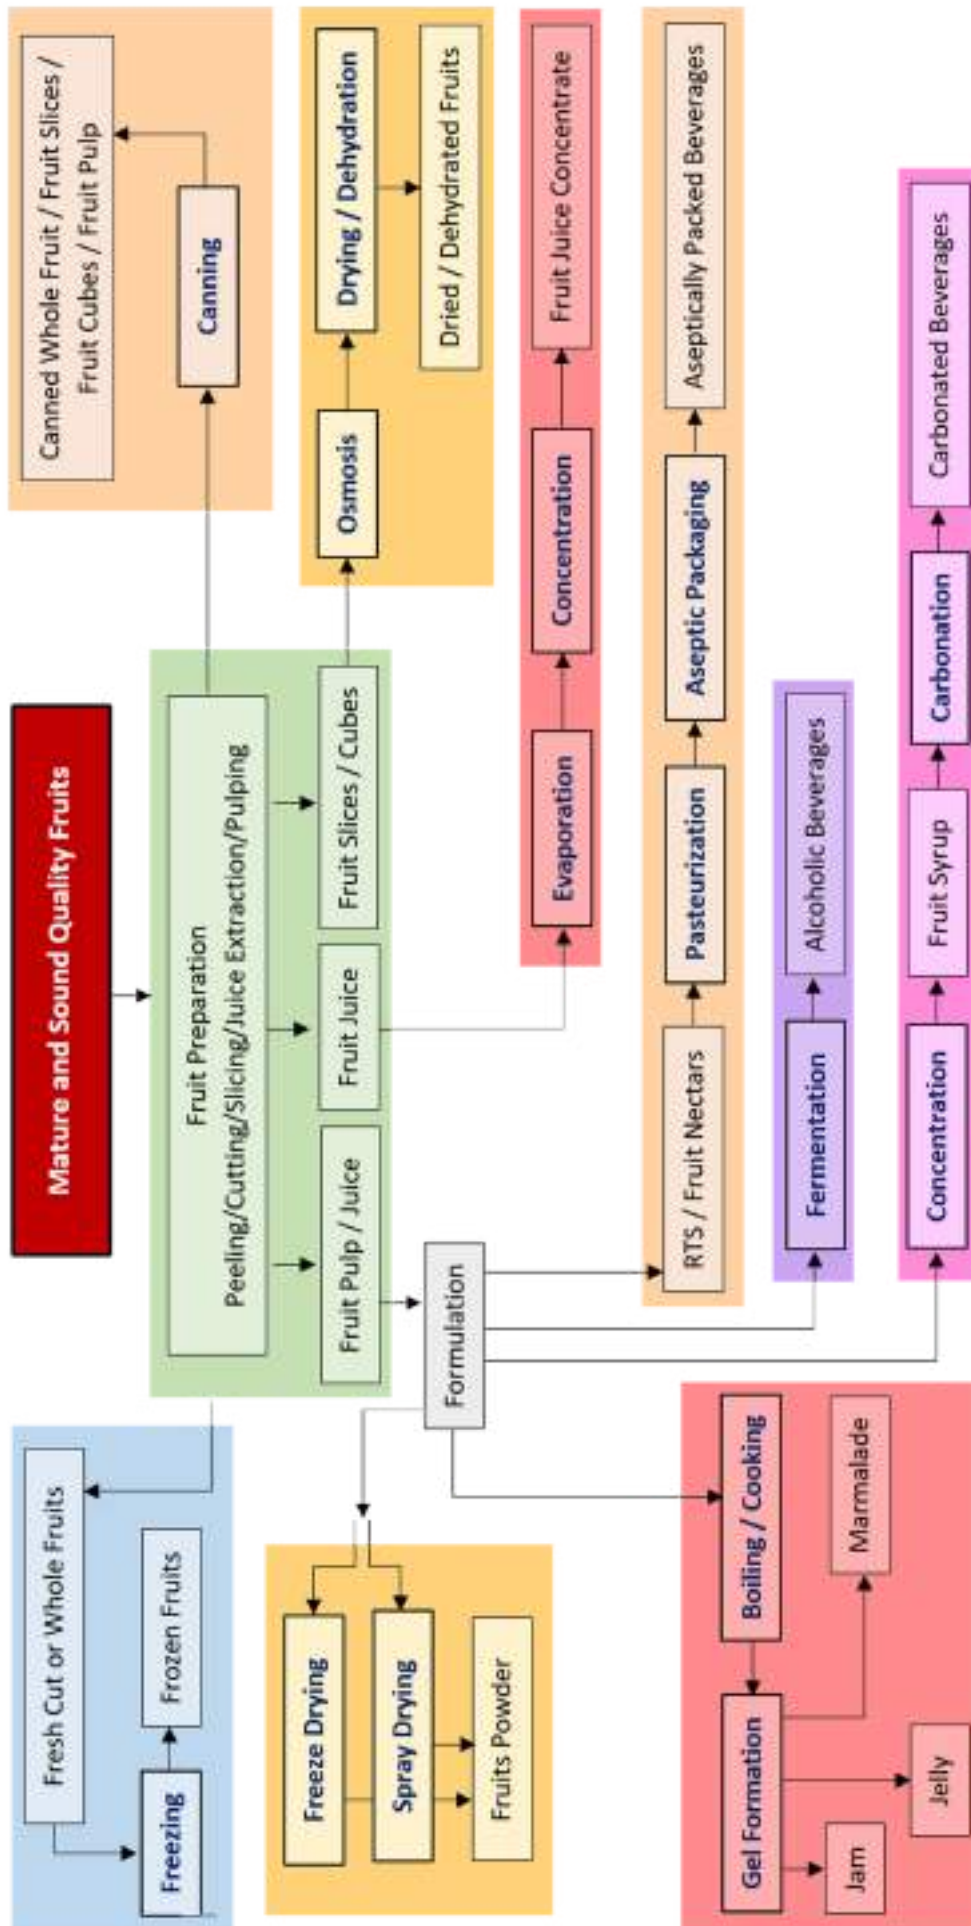 Mature and Sound Quality Fruits
Fresh Cut or Whole Fruits
Freezing
Frozen Fruits
Fruit Preparation
Peeling/Cutting/Slicing/Juice Extraction/Pulping
Fruit Pulp / Juice
Fruit Juice
Fruit Slices / Cubes
Canned Whole Fruit / Fruit Slices /
Fruit Cubes / Fruit Pulp
Canning
Osmosis
Drying / Dehydration
Dried / Dehydrated Fruits
Formulation
Freeze Drying
Spray Drying
Fruits Powder
Evaporation
Concentration
Fruit Juice Concentrate
RTS / Fruit Nectars
Pasteurization
Aseptic Packaging
Aseptically Packed Beverages
Fermentation
Alcoholic Beverages
Concentration
Fruit Syrup
Carbonation
Carbonated Beverages
Boiling / Cooking
Gel Formation
Marmalade
Jam
Jelly